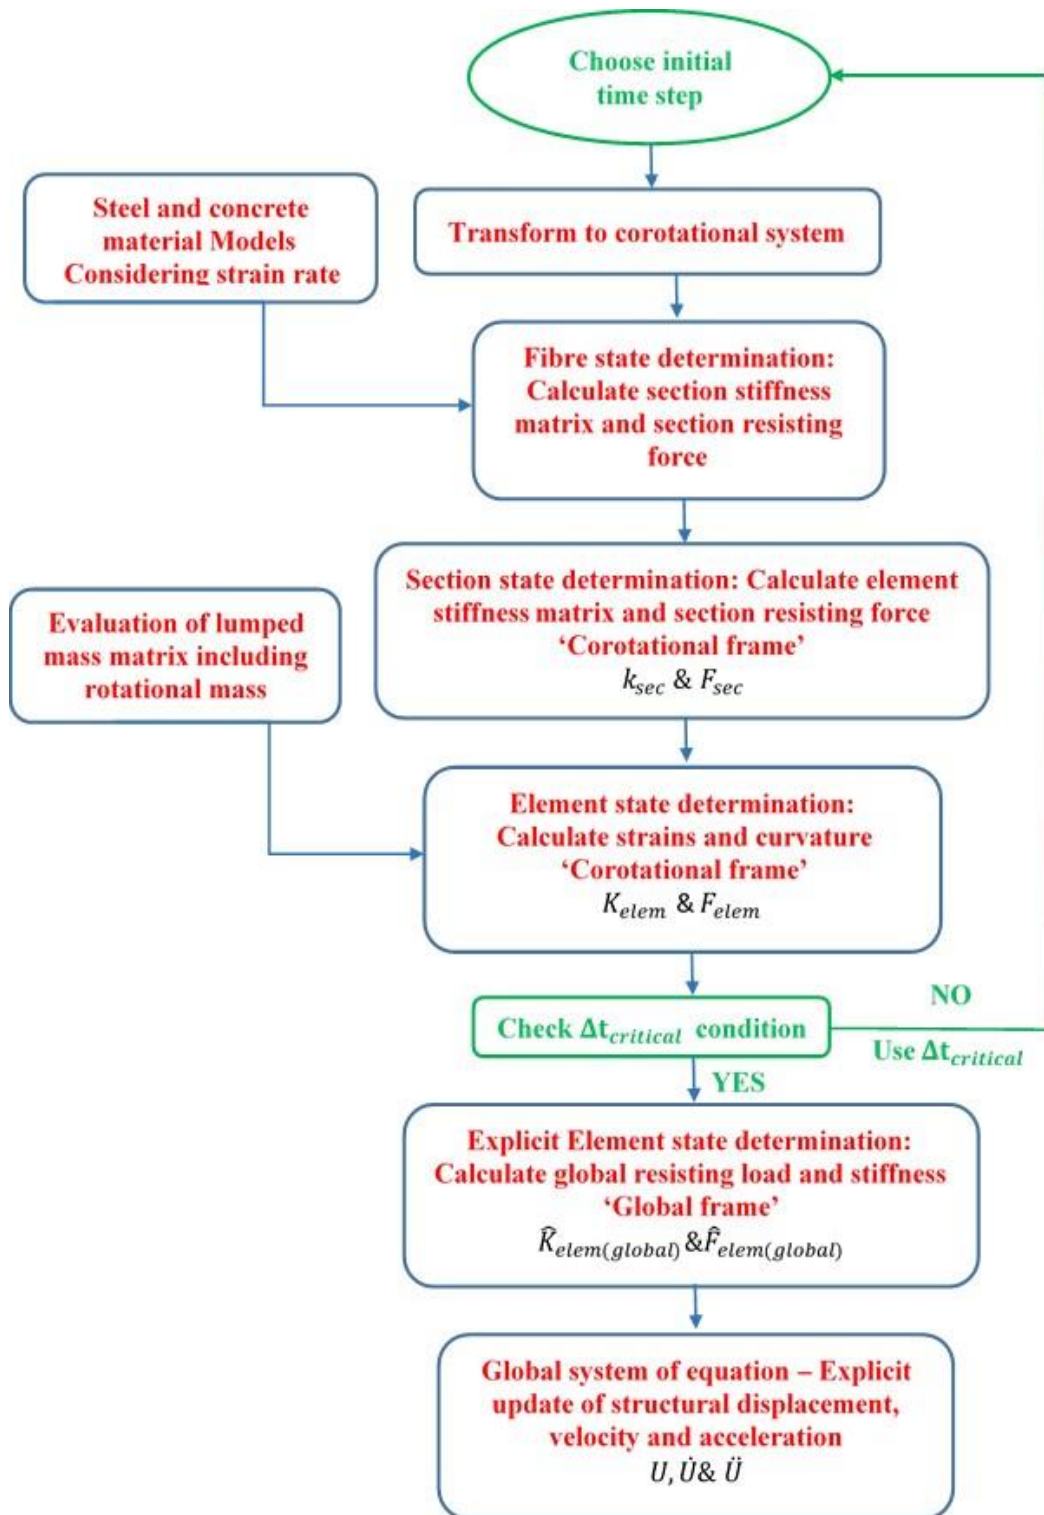 Choose initial
time step
Steel and concrete
material Models
Considering strain rate
Transform to corotational system
Fibre state determination:
Calculate section stiffness
matrix and section resisting
force
Section state determination: Calculate element
stiffness matrix and section resisting force
‘Corotational frame’
k_sec & F_sec
Evaluation of lumped
mass matrix including
rotational mass
Element state determination:
Calculate strains and curvature
‘Corotational frame’
K_elem & F_elem
Check Δt_critical condition
NO
Use Δt_critical
YES
Explicit Element state determination:
Calculate global resisting load and stiffness
‘Global frame’
K̂_elem(global) & F̂_elem(global)
Global system of equation – Explicit
update of structural displacement,
velocity and acceleration
U, U̇ & Ü